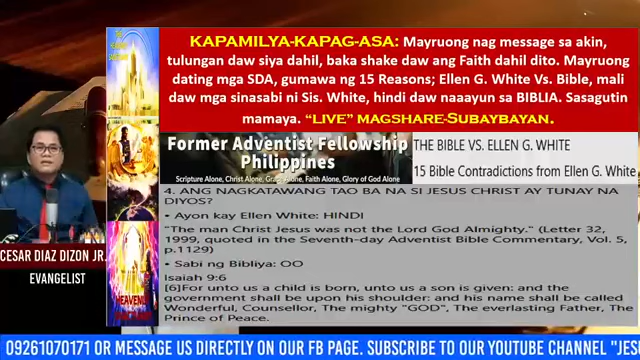 KAPAMILYA-KAPAG-ASA: Mayruong nag message sa akin,
tulungan daw siya dahil, baka shake daw ang Faith dahil dito. Mayruong
dating mga SDA, gumawa ng 15 Reasons; Ellen G. White Vs. Bible, mali
daw mga sinasabi ni Sis. White, hindi daw naaayun sa BIBLIA. Sasagutin
mamaya. "LIVE" MAGSHARE-SUBAYBAYAN.
Former Adventist Fellowship
Philippines
Scripture Alone, Christ Alone, Grace Alone, Faith Alone, Glory of God Alone
THE BIBLE VS. ELLEN G. WHITE
15 Bible Contradictions from Ellen G. White
4. ANG NAGKATAWANG TAO BA NA SI JESUS CHRIST AY TUNAY NA
DIYOS?
• Ayon kay Ellen White: HINDI
"The man Christ Jesus was not the Lord God Almighty." (Letter 32,
1999, quoted in the Seventh-day Adventist Bible Commentary, Vol. 5,
p.1129)
• Sabi ng Bibliya: OO
Isaiah 9:6
[6]For unto us a child is born, unto us a son is given: and the
government shall be upon his shoulder: and his name shall be called
Wonderful, Counsellor, The mighty "GOD", The everlasting Father, The
Prince of Peace.
CESAR DIAZ DIZON JR.
EVANGELIST
HEAVENLY
09261070171 OR MESSAGE US DIRECTLY ON OUR FB PAGE. SUBSCRIBE TO OUR YOUTUBE CHANNEL "JES